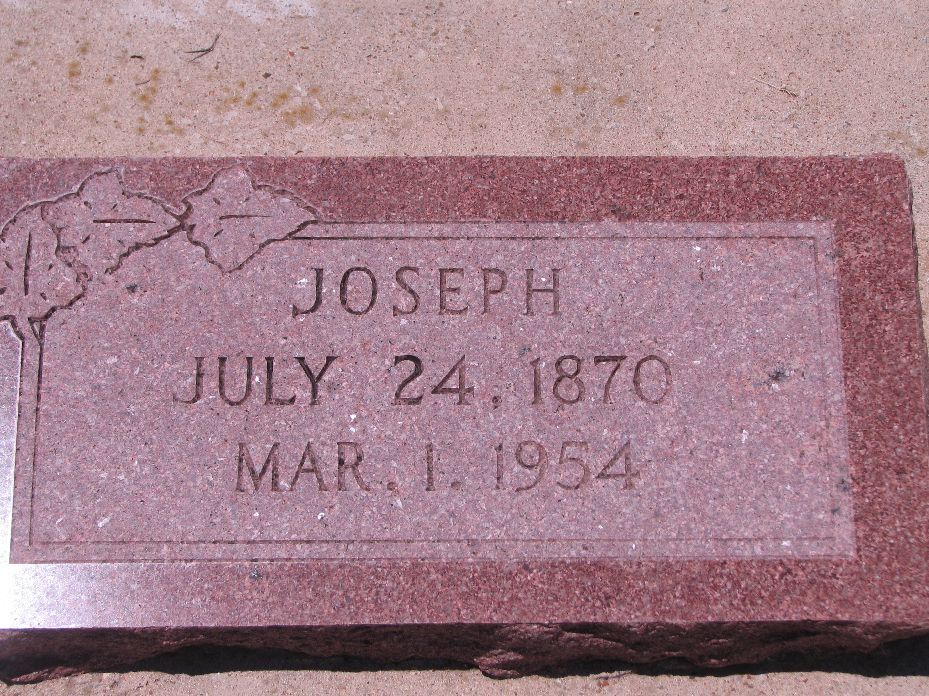 JOSEPH
JULY 24, 1870
MAR. 1. 1954